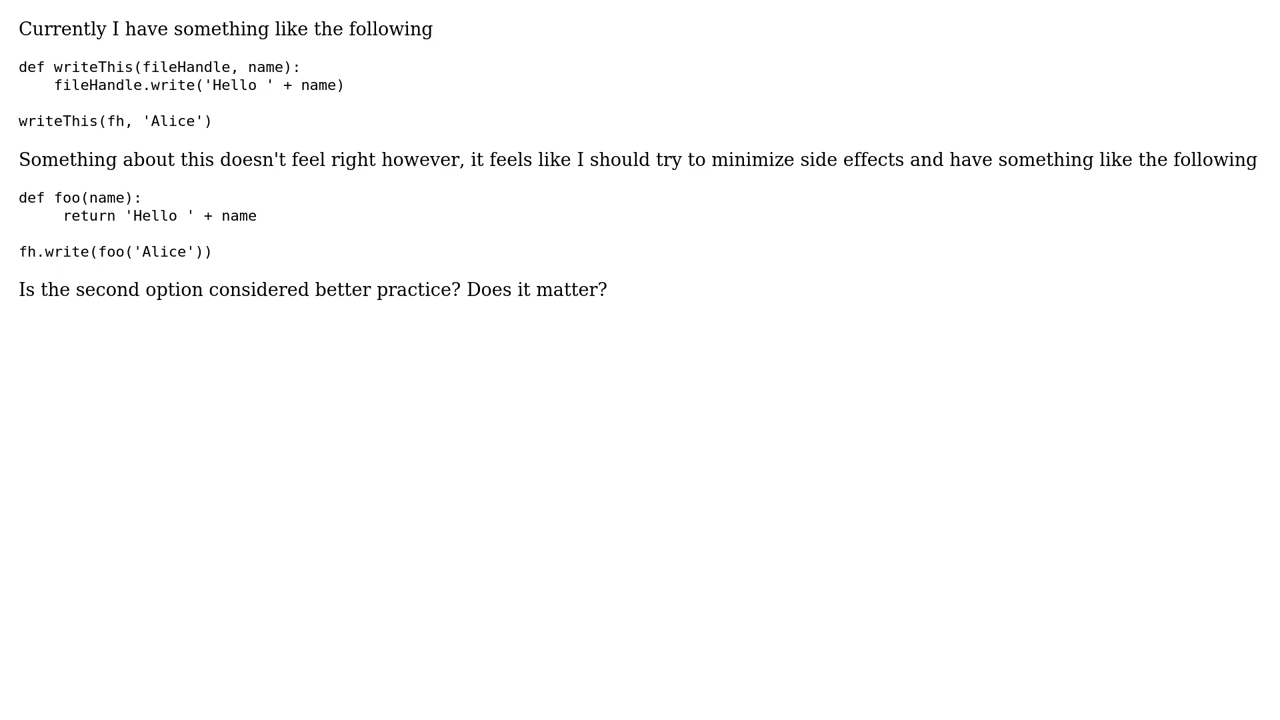 Currently I have something like the following
def writeThis(fileHandle, name):
    fileHandle.write('Hello ' + name)
writeThis(fh, 'Alice')
Something about this doesn't feel right however, it feels like I should try to minimize side effects and have something like the following
def foo(name):
     return 'Hello ' + name
fh.write(foo('Alice'))
Is the second option considered better practice? Does it matter?